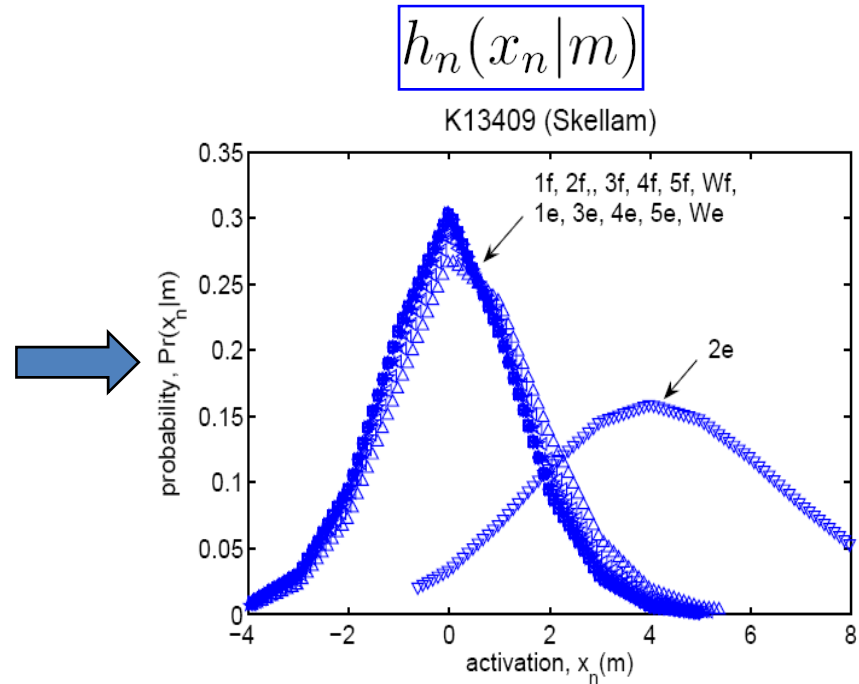 h_n(x_n|m)
K13409 (Skellam)
0.35
0.3
0.25
0.2
0.15
0.1
0.05
0
probability, Pr(x_n|m)
1f, 2f,, 3f, 4f, 5f, Wf,
1e, 3e, 4e, 5e, We
2e
−4 −2 0 2 4 6 8
activation, x_n(m)